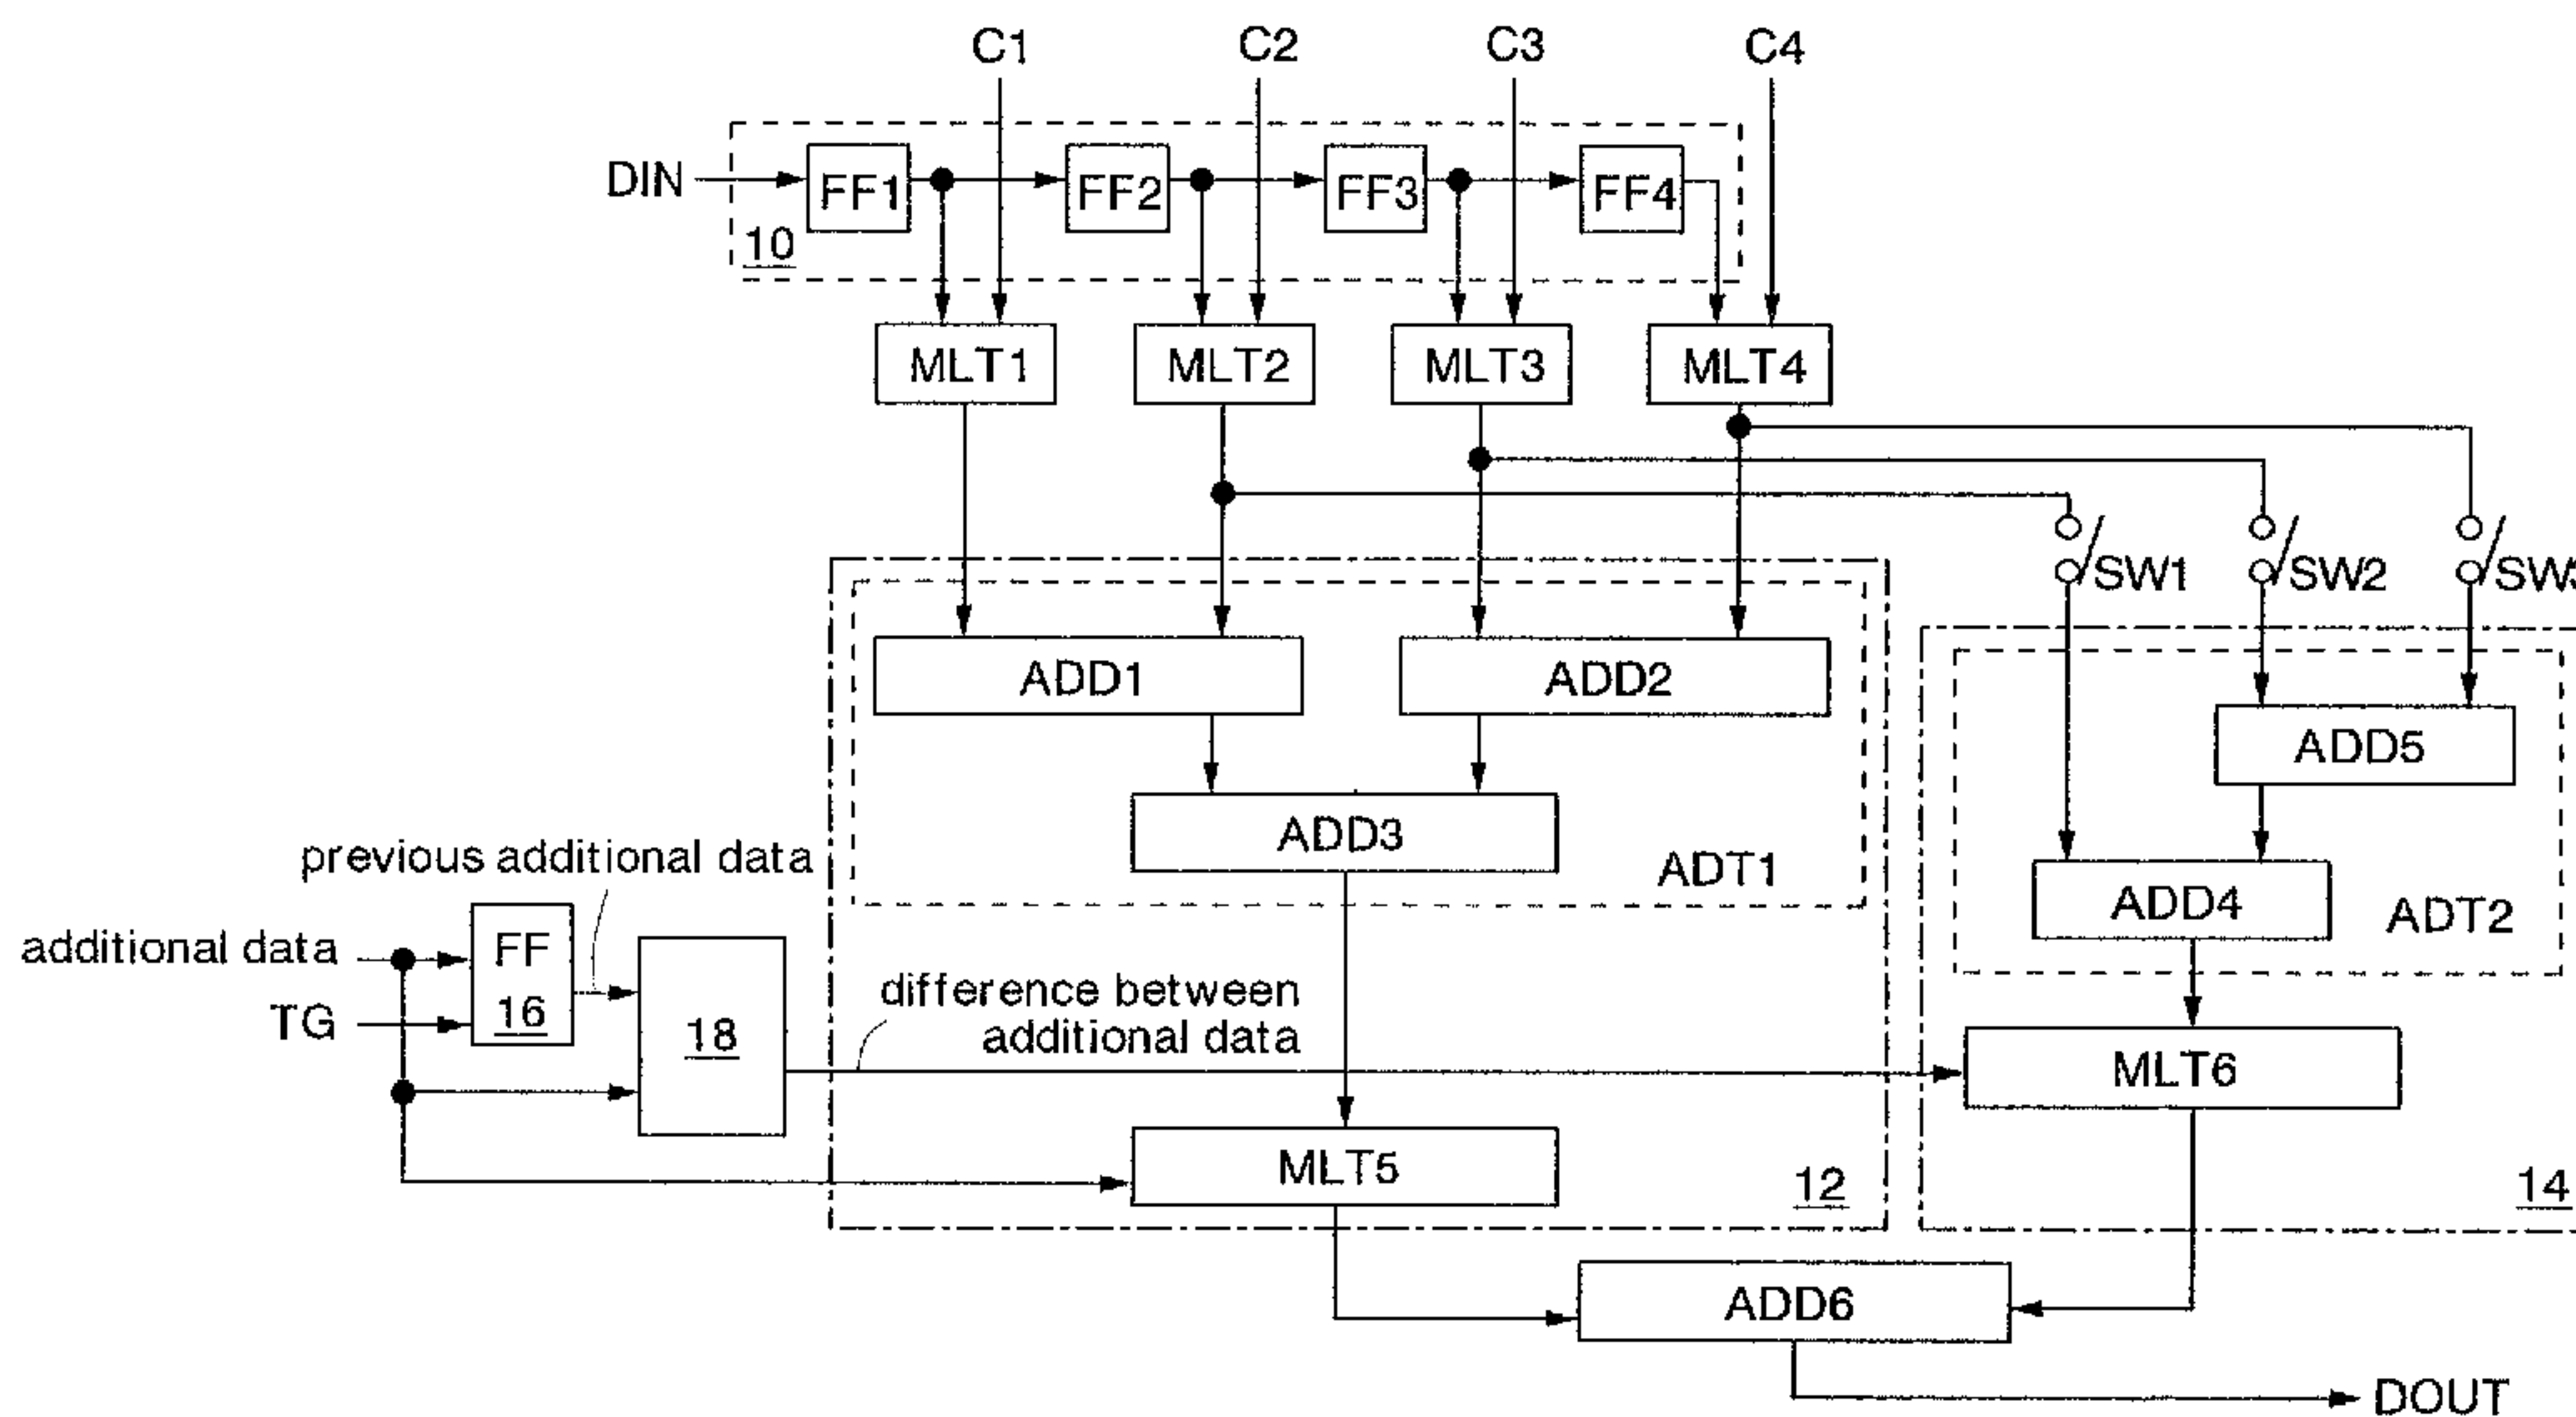 C1 C2 C3 C4
DIN FF1 FF2 FF3 FF4
10
MLT1 MLT2 MLT3 MLT4
SW1 SW2
ADD1 ADD2
ADD5
ADD3
ADT1
ADD4
ADT2
previous additional data
additional data
FF
16
TG
18
difference between
additional data
MLT6
MLT5
12
14
ADD6
DOUT